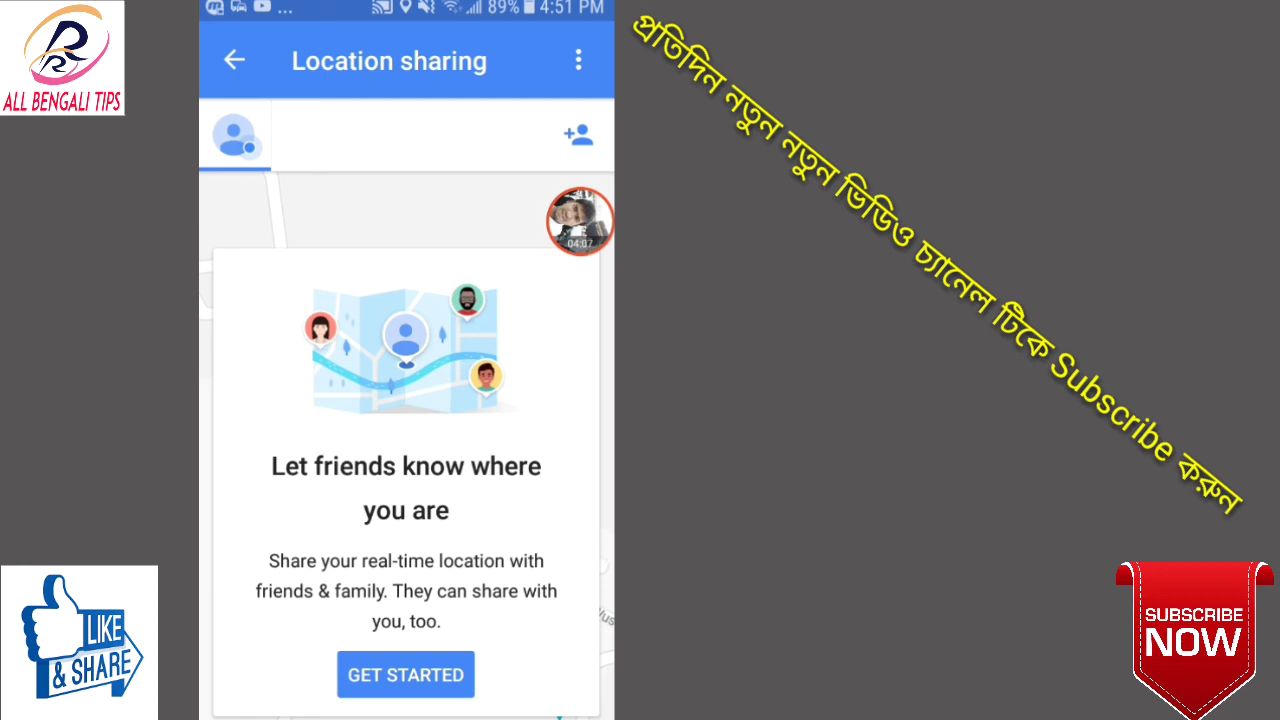 ... 89% 4:51 PM
Location sharing
04:07
Let friends know where
you are
Share your real-time location with
friends & family. They can share with
you, too.
GET STARTED
ALL BENGALI TIPS
LIKE
& SHARE
প্রতিদিন নতুন নতুন ভিডিও চ্যানেল টিকে Subscribe করুন
SUBSCRIBE
NOW